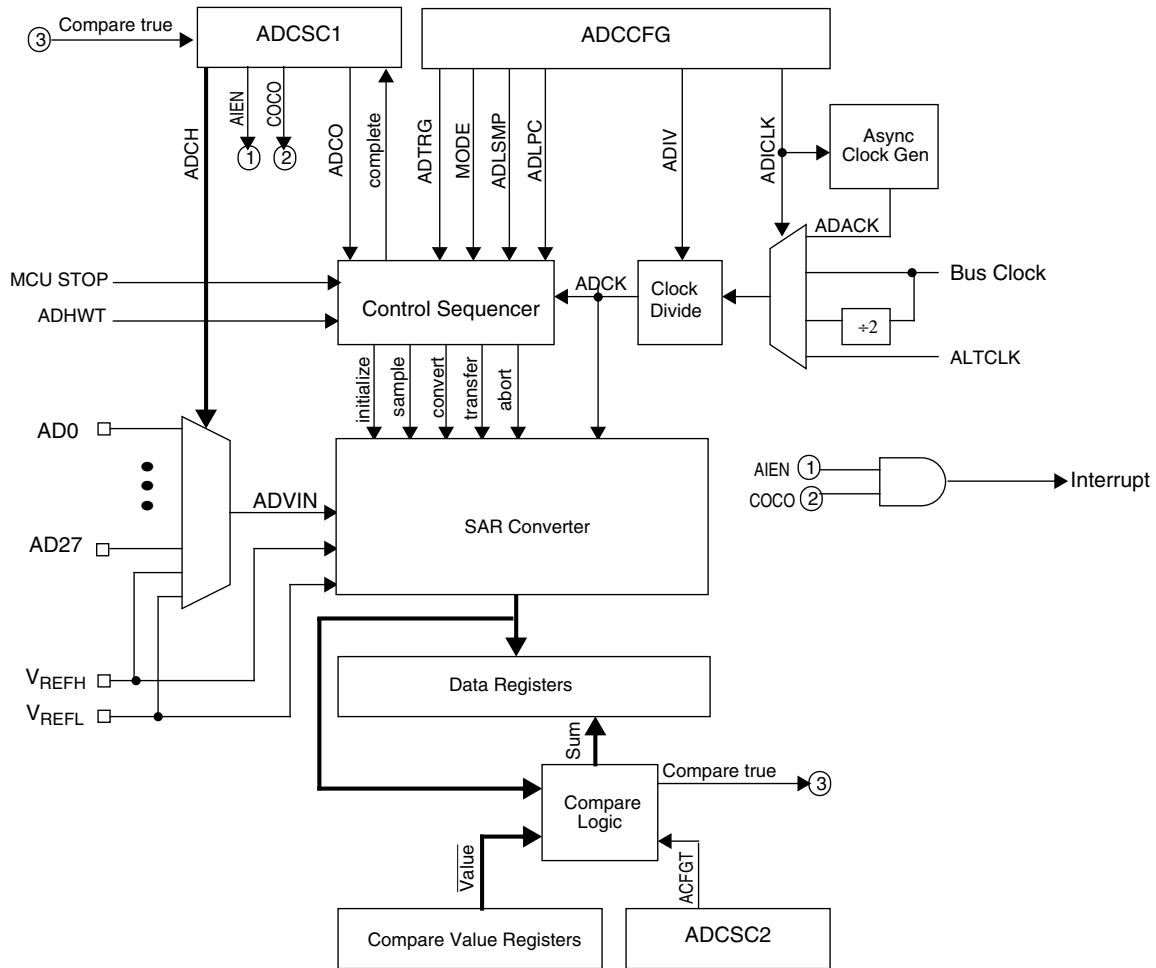 3 Compare true
ADCSC1
ADCCFG
ADCH
AIEN
COCO
1
2
ADCO
complete
ADTRG
MODE
ADLSMP
ADLPC
ADIV
ADICLK
Async
Clock Gen
ADACK
MCU STOP
ADHWT
Control Sequencer
ADCK
Clock
Divide
Bus Clock
÷2
ALTCLK
initialize
sample
convert
transfer
abort
AD0
AD27
ADVIN
SAR Converter
AIEN 1
COCO 2
Interrupt
VREFH
VREFL
Data Registers
Sum
Compare true 3
Compare
Logic
Value
ACFGT
Compare Value Registers
ADCSC2